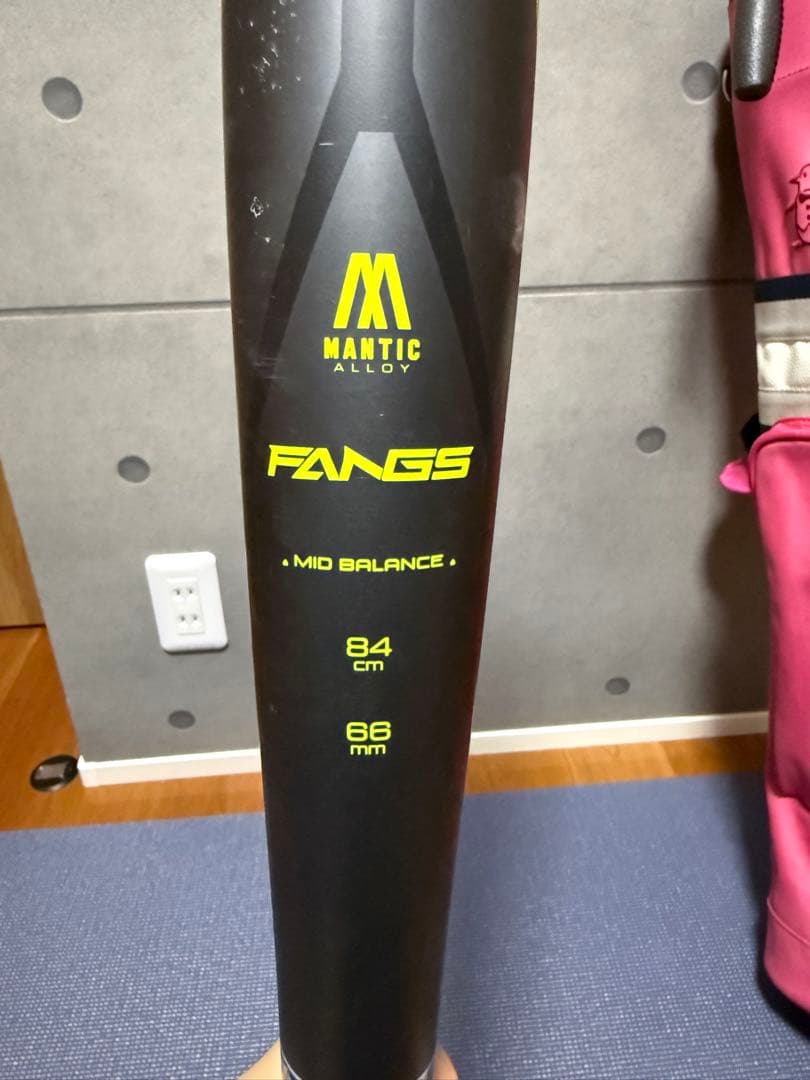 MANTIC
ALLOY
FANGS
MID BALANCE
84
cm
66
mm